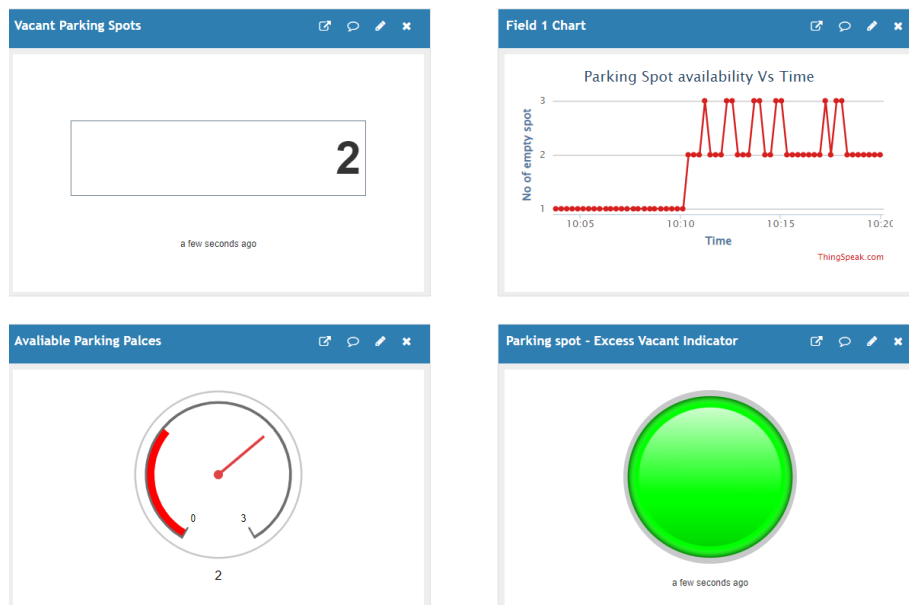 Vacant Parking Spots
2
a few seconds ago
Field 1 Chart
Parking Spot availability Vs Time
No of empty spot
3
2
1
10:05 10:10 10:15 10:20
Time
ThingSpeak.com
Avaliable Parking Palces
0 3
2
Parking spot - Excess Vacant Indicator
a few seconds ago